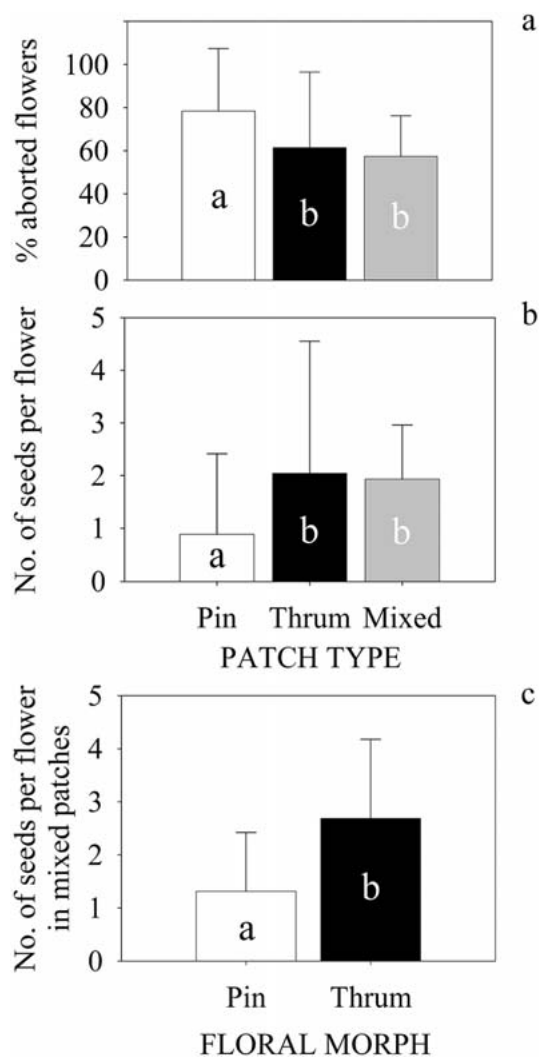 a
% aborted flowers
100
80
60
40
20
0
a
b
b
b
No. of seeds per flower
5
4
3
2
1
0
a
b
b
Pin Thrum Mixed
PATCH TYPE
c
No. of seeds per flower
in mixed patches
5
4
3
2
1
0
a
b
Pin Thrum
FLORAL MORPH